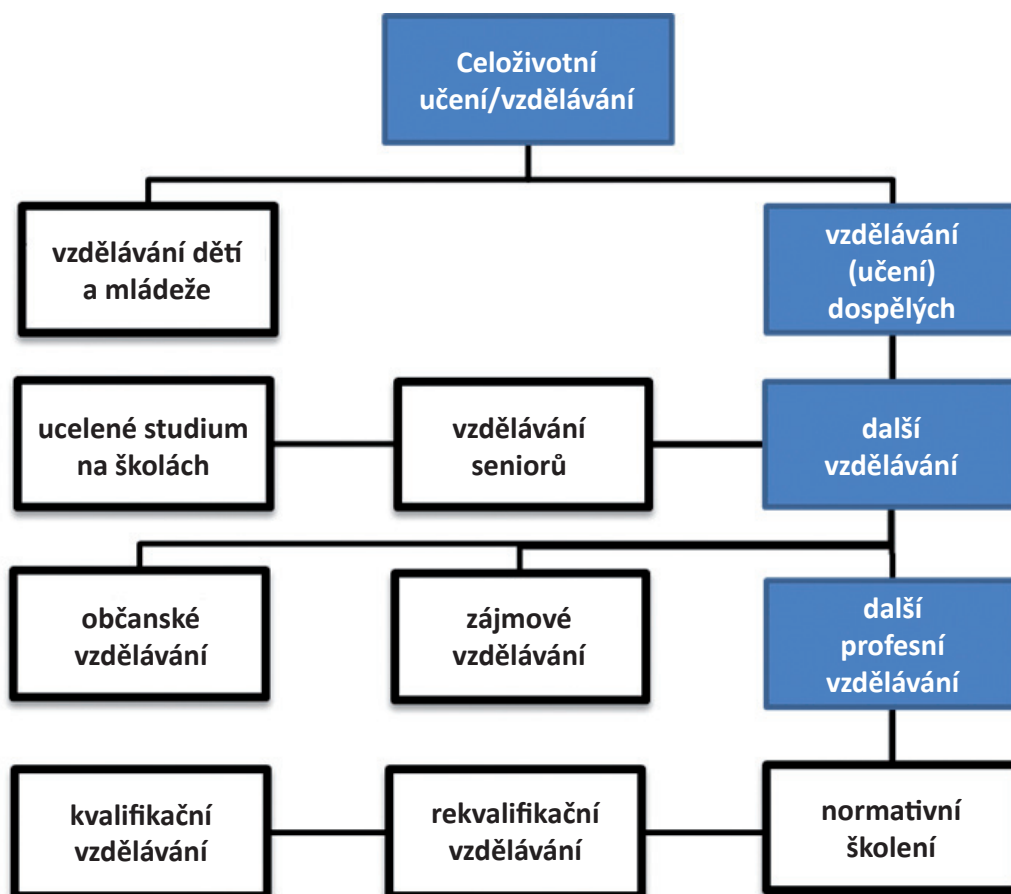 Celoživotní
učení/vzdělávání
vzdělávání dětí
a mládeže
vzdělávání
(učení)
dospělých
ucelené studium
na školách
vzdělávání
seniorů
další
vzdělávání
občanské
vzdělávání
zájmové
vzdělávání
další
profesní
vzdělávání
kvalifikační
vzdělávání
rekvalifikační
vzdělávání
normativní
školení